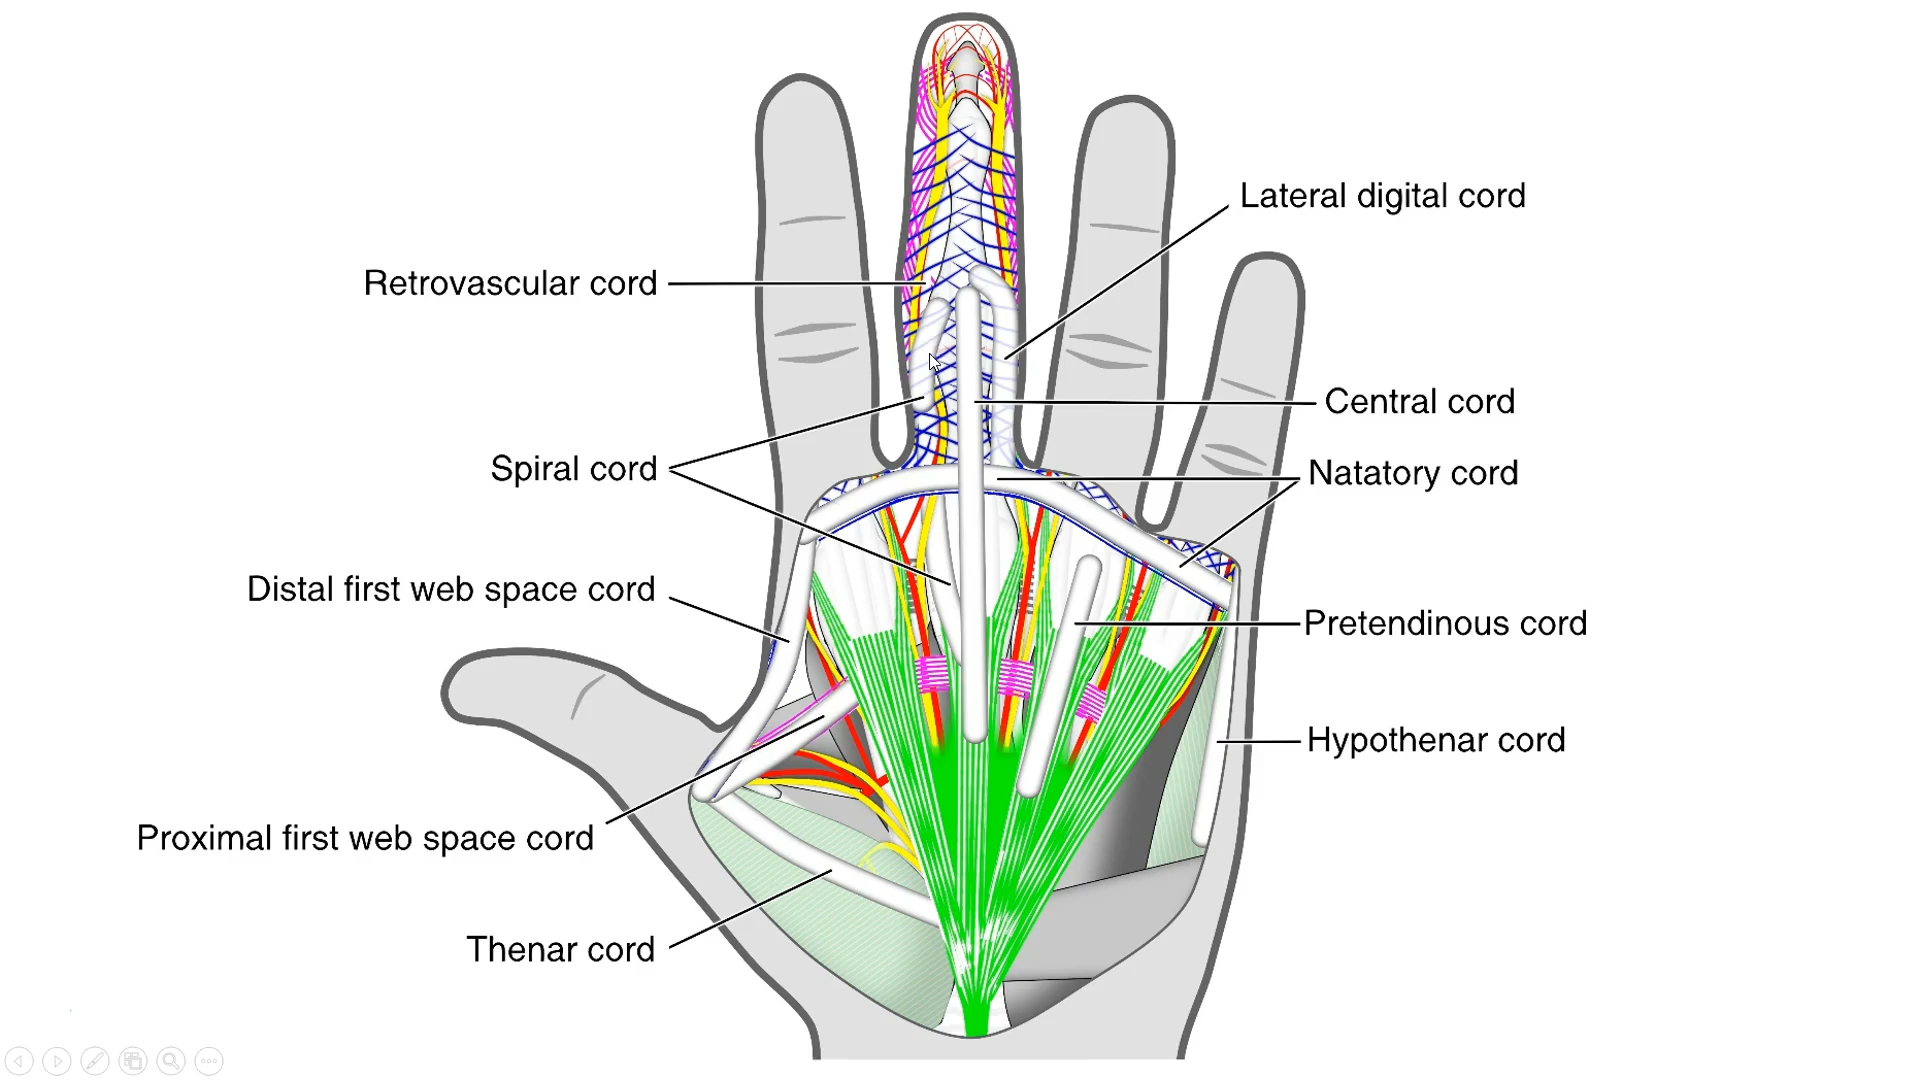 Lateral digital cord
Retrovascular cord
Central cord
Spiral cord
Natatory cord
Distal first web space cord
Pretendinous cord
Hypothenar cord
Proximal first web space cord
Thenar cord